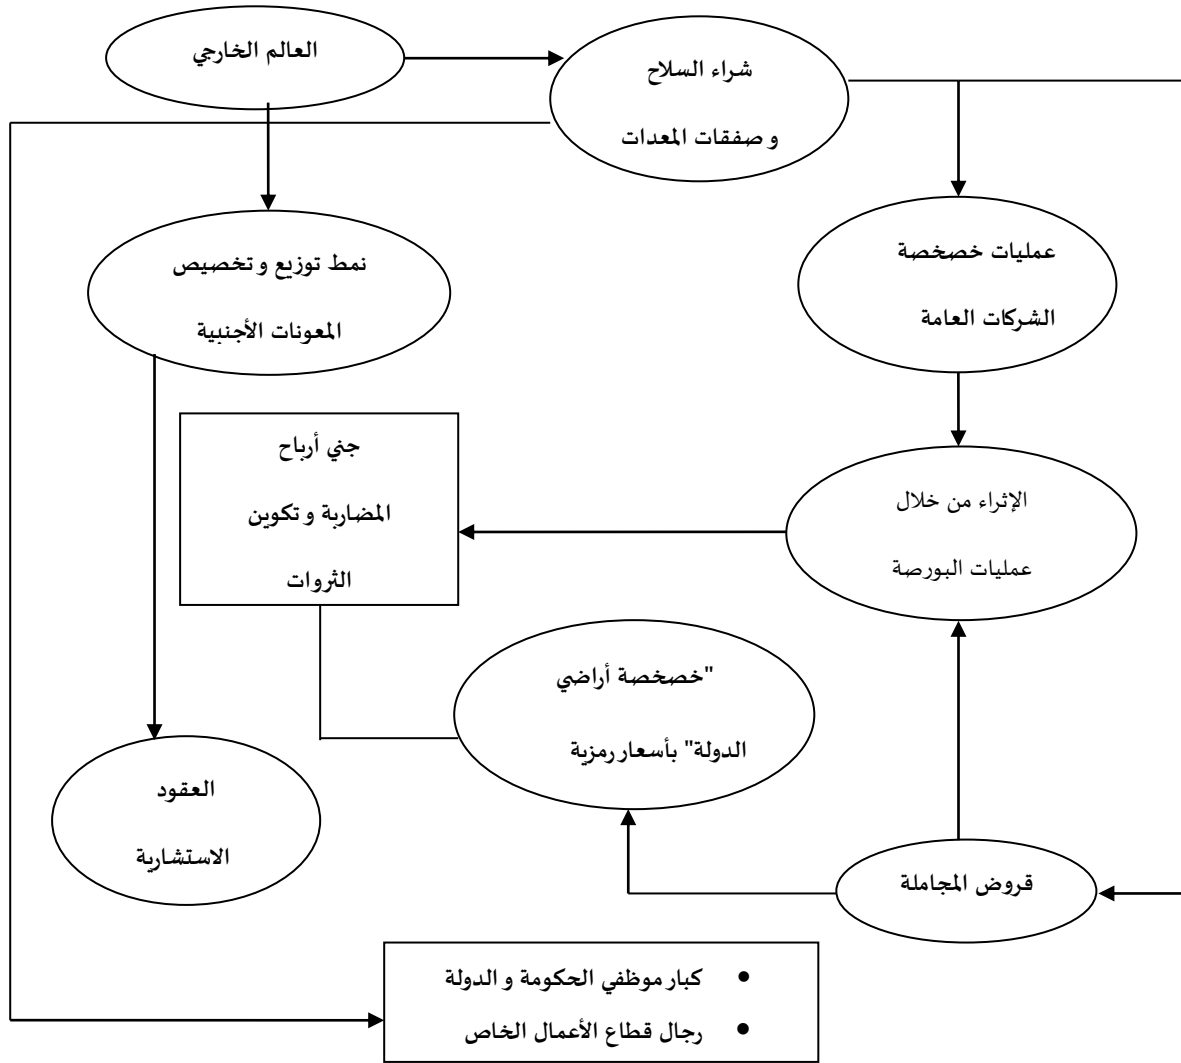 العالم الخارجي
شراء السلاح
و صفقات المعدات
نمط توزيع و تخصيص
المعونات الأجنبية
عمليات خصخصة
الشركات العامة
جني أرباح
المضاربة و تكوين
الثروات
الإثراء من خلال
عمليات البورصة
"خصخصة أراضي
الدولة" بأسعار رمزية
العقود
الاستشارية
قروض المجاملة
• كبار موظفي الحكومة و الدولة
• رجال قطاع الأعمال الخاص